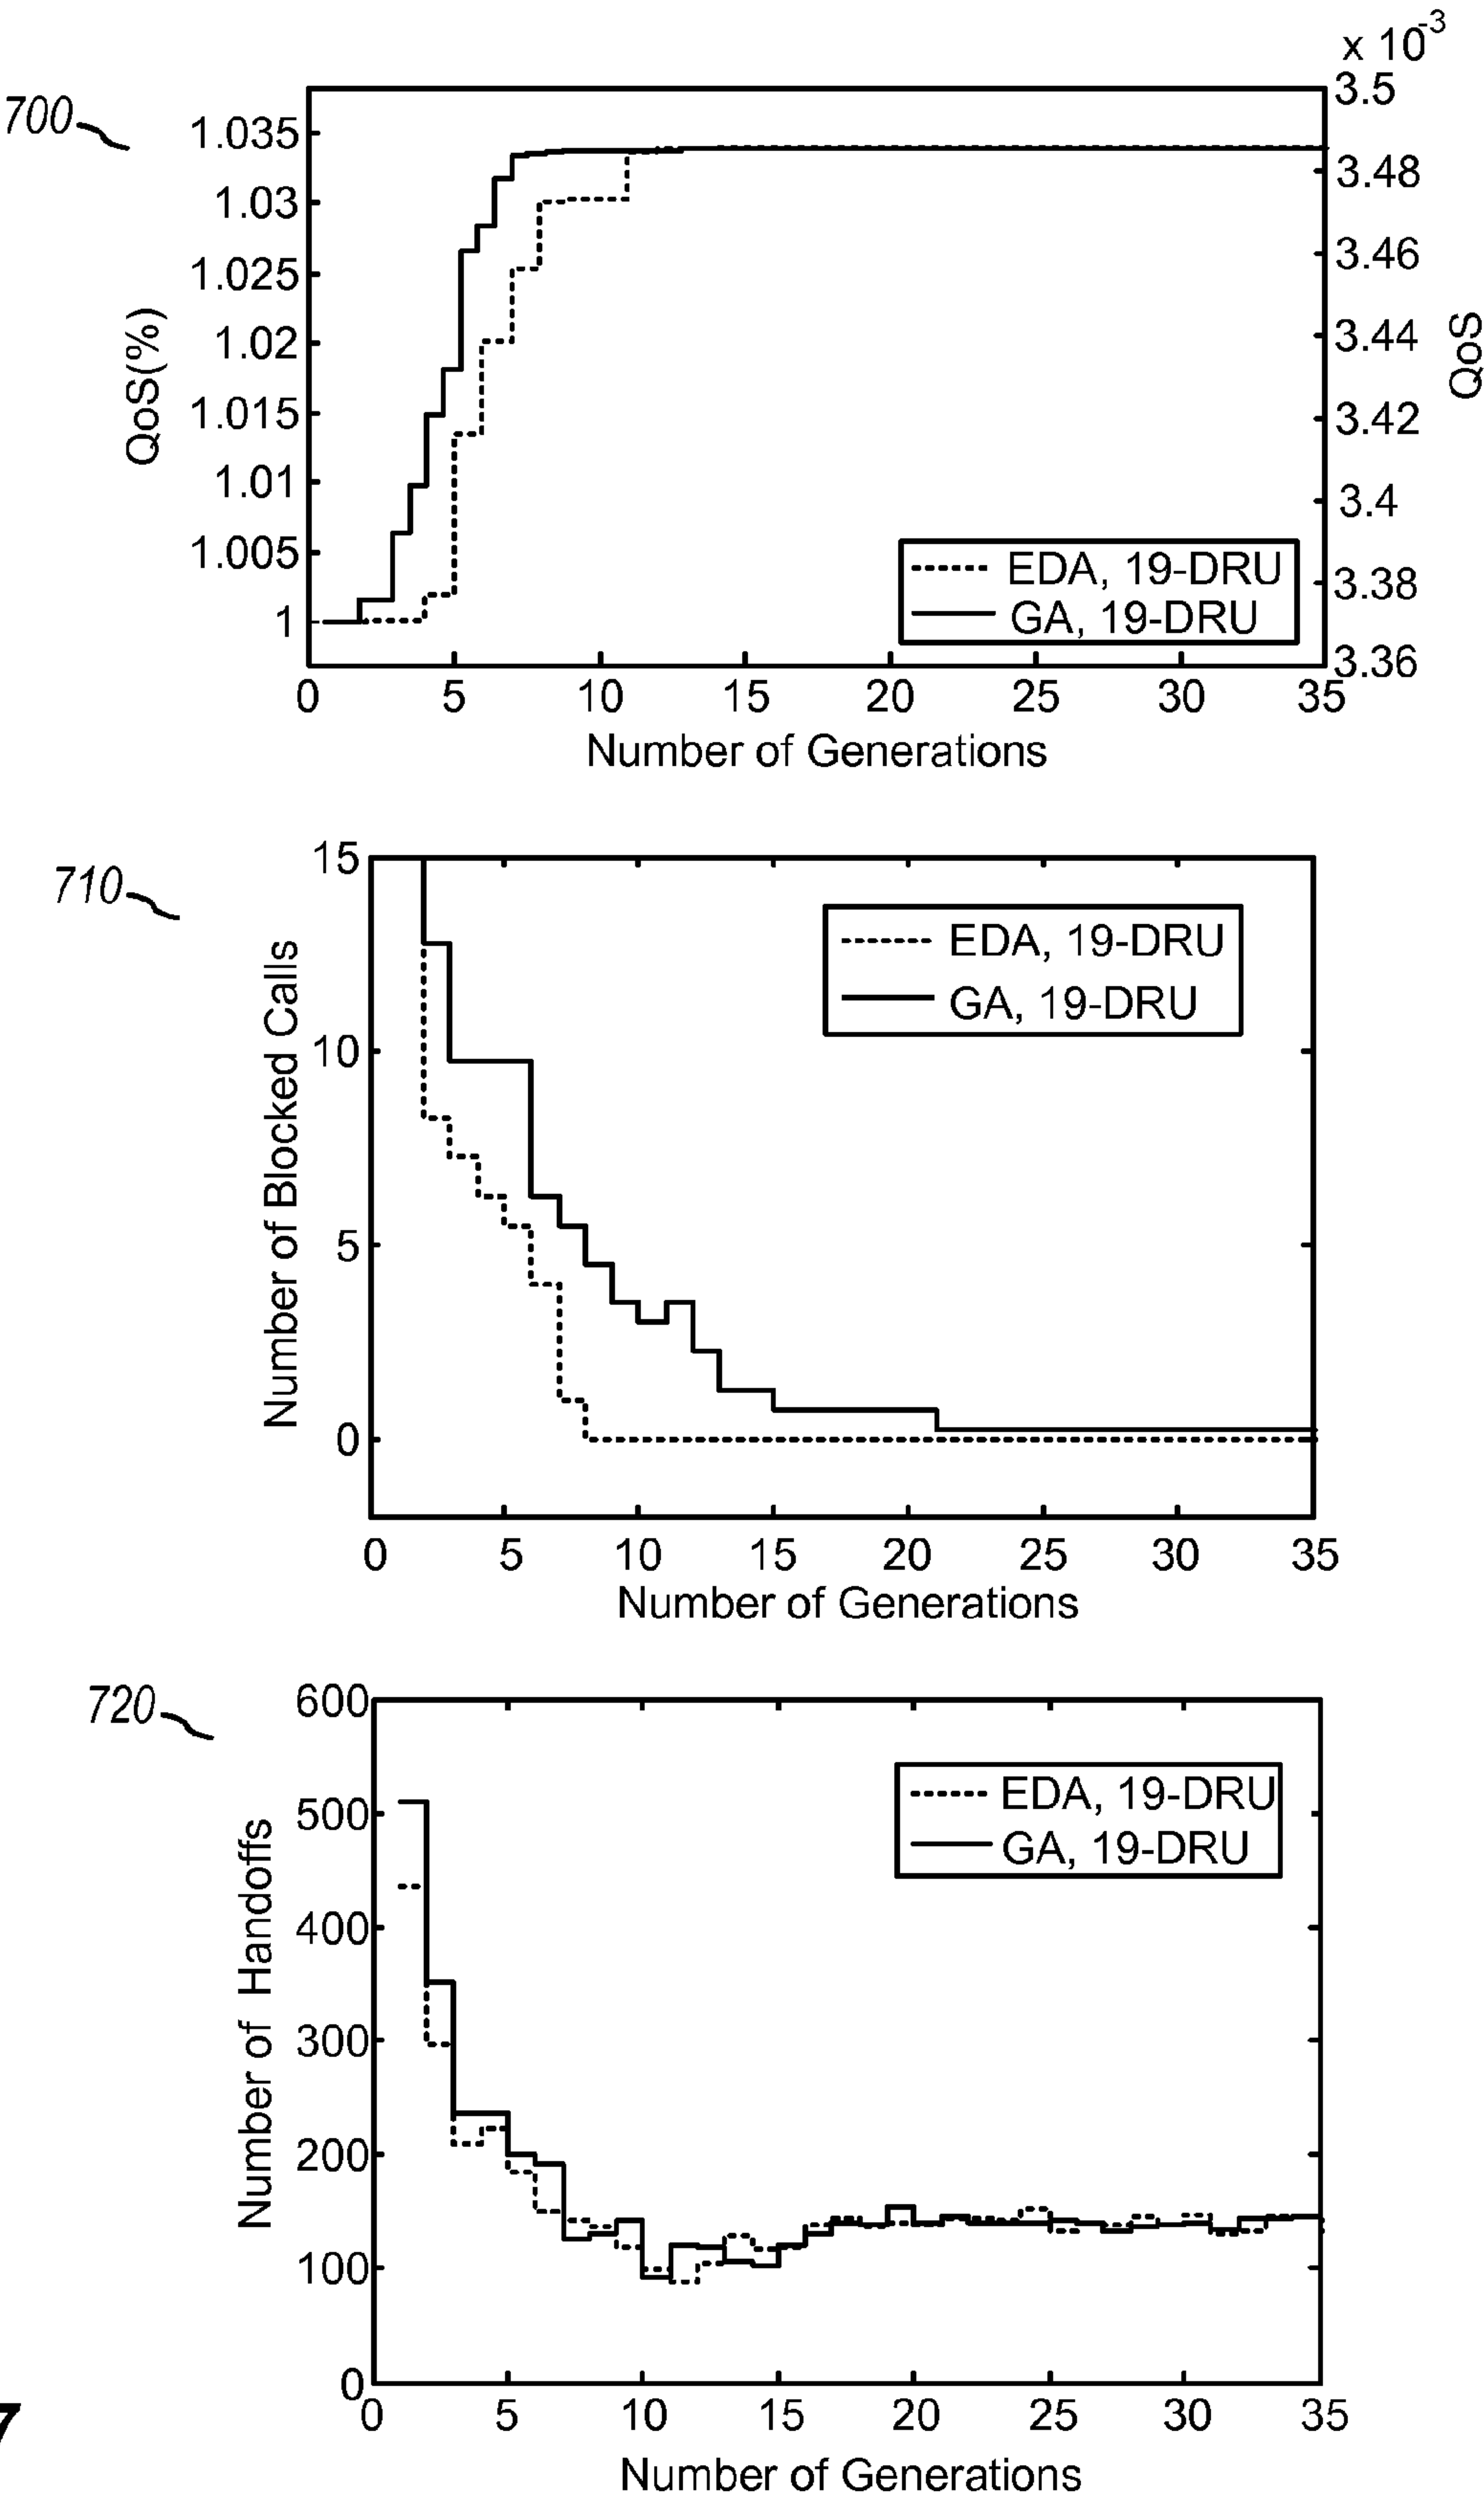 x 10-3
700
3.5
1.035
3.48
1.03
3.46
1.025
QoS(%)
1.02
3.44
QoS
1.015
3.42
1.01
3.4
1.005
EDA, 19-DRU
3.38
1
GA, 19-DRU
3.36
0 5 10 15 20 25 30 35
Number of Generations
710
15
EDA, 19-DRU
GA, 19-DRU
10
Number of Blocked Calls
5
0
0 5 10 15 20 25 30 35
Number of Generations
720
600
EDA, 19-DRU
500
GA, 19-DRU
400
Number of Handoffs
300
200
100
0
0 5 10 15 20 25 30 35
7
Number of Generations